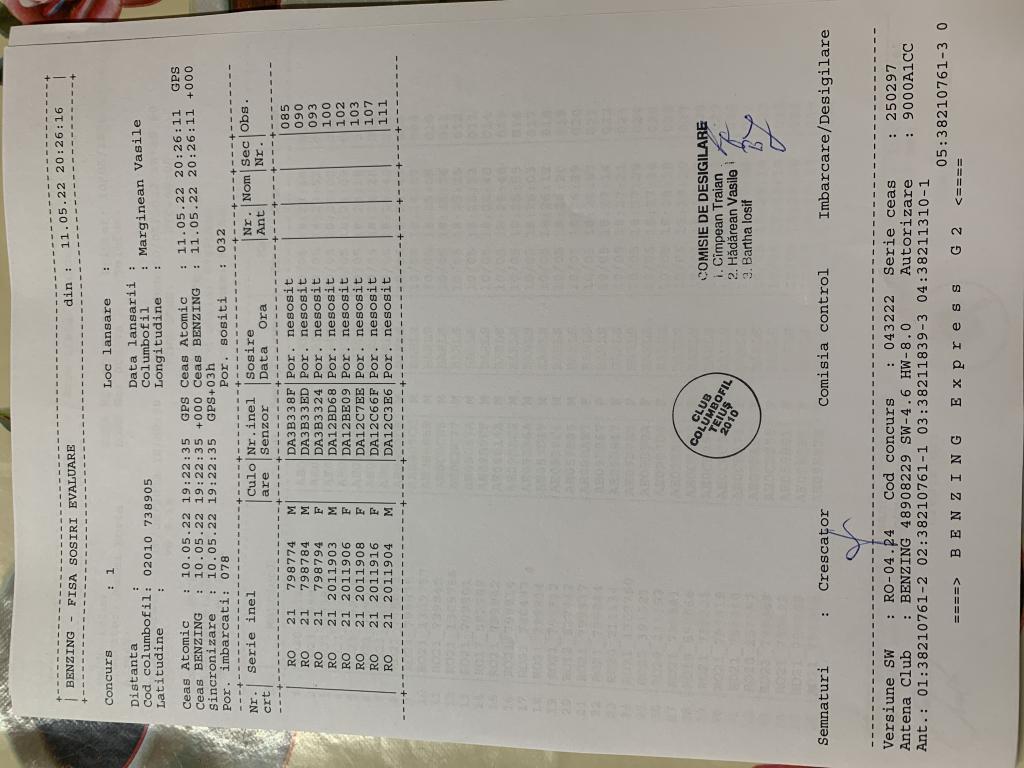 BENZING - FISA SOSIRI EVALUARE din: 11.05.22 20:26:16
Concurs : 1 Loc lansare :
Distanta : Data lansarii :
Cod columbofil: 02010 738905 Columbofil : Marginean Vasile
Latitudine : Longitudine :
Ceas Atomic : 10.05.22 19:22:35 GPS Ceas Atomic : 11.05.22 20:26:11 GPS
Ceas BENZING : 10.05.22 19:22:35 +000 Ceas BENZING : 11.05.22 20:26:11 +000
Sincronizare : 10.05.22 19:22:35 GPS+03h
Por. imbarcati: 078 Por. sositi : 032
Nr. | Serie inel | Culo | Nr.inel | Sosire | Nr. | Nom | Sec | Obs.
crt | are | Senzor | Data Ora | Ant | Nr. |
RO 21 798774 M | DA3B338F | Por. nesosit | 085
RO 21 798784 M | DA3B33ED | Por. nesosit | 090
RO 21 798794 F | DA3B3324 | Por. nesosit | 093
RO 21 2011903 M | DA12BD68 | Por. nesosit | 100
RO 21 2011906 F | DA12BE09 | Por. nesosit | 102
RO 21 2011908 F | DA12C7EE | Por. nesosit | 103
RO 21 2011916 F | DA12C66F | Por. nesosit | 107
RO 21 2011904 M | DA12C3E6 | Por. nesosit | 111
CLUB
COLUMBOFIL
TEIUŞ
2010
COMISIE DE DESIGILARE
1. Cimpean Traian
2. Hădărean Vasile
3. Bartha Iosif
Semnaturi : Crescator Comisia control Imbarcare/Desigilare
Versiune SW : RO-04.24 Cod concurs : 043222 Serie ceas : 250297
Antena Club : BENZING 48908229 SW-4.6 HW-8.0 Autorizare : 9000A1CC
Ant.: 01:38210761-2 02:38210761-1 03:38211839-3 04:38211310-1
05:38210761-3 0
====> B E N Z I N G E x p r e s s G 2 <====